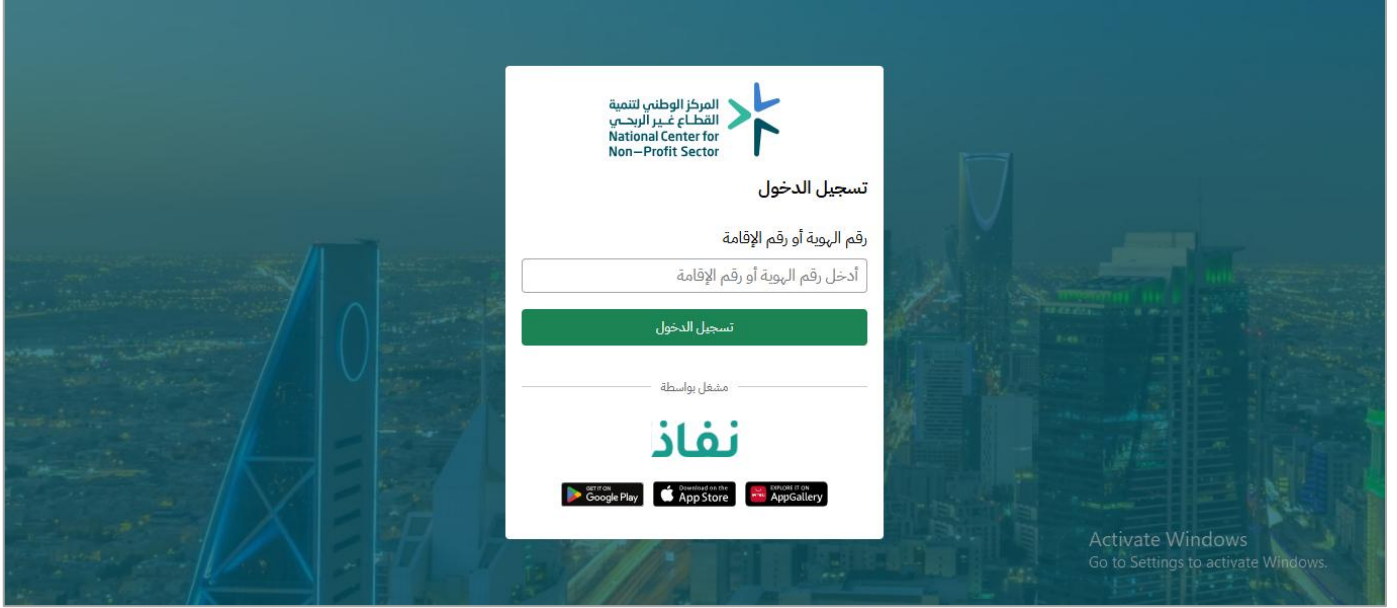 المركز الوطني لتنمية
القطاع غير الربحي
National Center for
Non–Profit Sector
تسجيل الدخول
رقم الهوية أو رقم الإقامة
أدخل رقم الهوية أو رقم الإقامة
تسجيل الدخول
مشغل بواسطة
نفاذ
GET IT ON
Google Play
Download on the
App Store
EXPLORE IT ON
AppGallery
Activate Windows
Go to Settings to activate Windows.